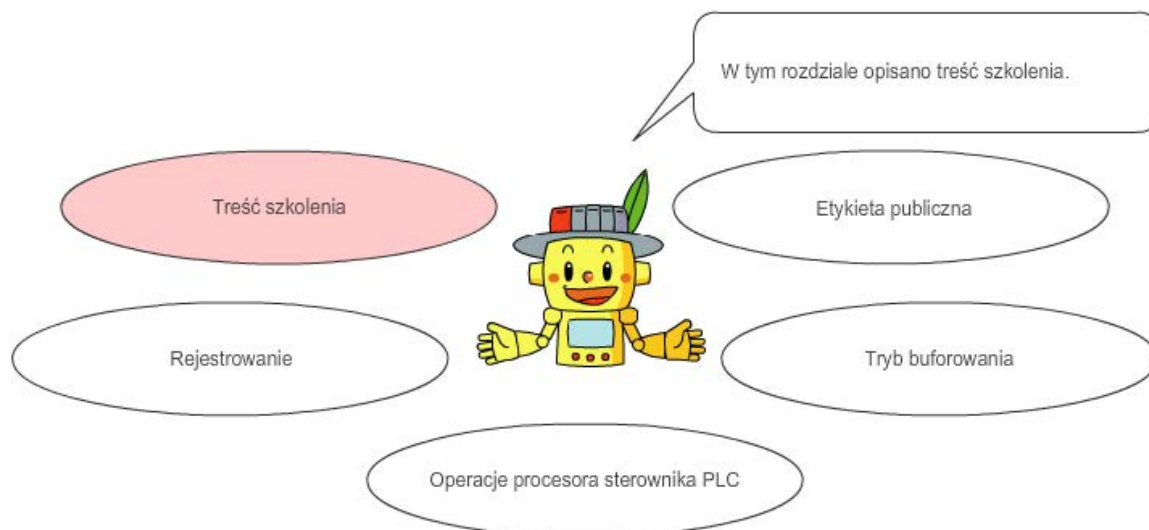 W tym rozdziale opisano treść szkolenia.
Treść szkolenia
Etykieta publiczna
Rejestrowanie
Tryb buforowania
Operacje procesora sterownika PLC